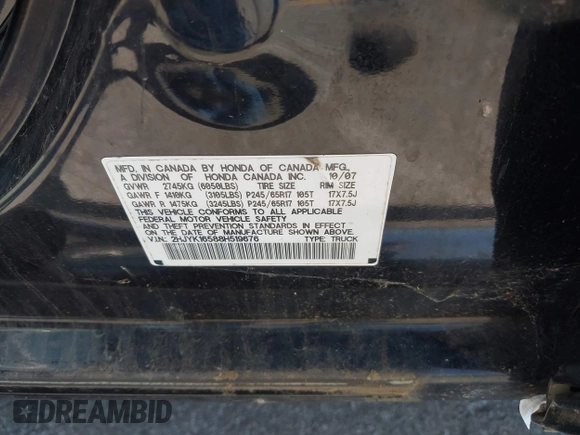 MFD. IN CANADA BY HONDA OF CANADA MFG.,
A DIVISION OF HONDA CANADA INC. 10/07
GVWR 2745KG (6050LBS) TIRE SIZE RIM SIZE
GAWR F 1410KG (3105LBS) P245/65R17 105T 17X7.5J
GAWR R 1475KG (3245LBS) P245/65R17 105T 17X7.5J
THIS VEHICLE CONFORMS TO ALL APPLICABLE
FEDERAL MOTOR VEHICLE SAFETY
AND THEFT PREVENTION STANDARDS IN EFFECT
ON THE DATE OF MANUFACTURE SHOWN ABOVE.
V.I.N.: 2HJYK16588H519676 TYPE: TRUCK
DREAMBID